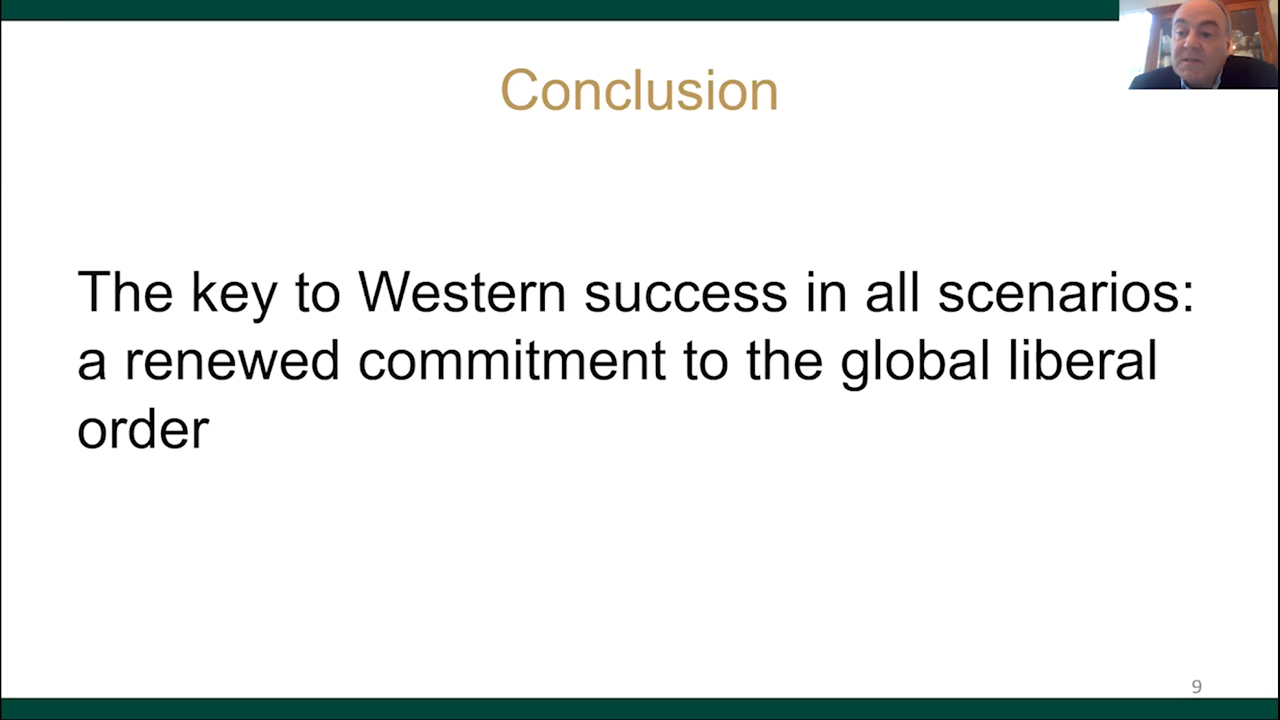 Conclusion
The key to Western success in all scenarios:
a renewed commitment to the global liberal
order
9